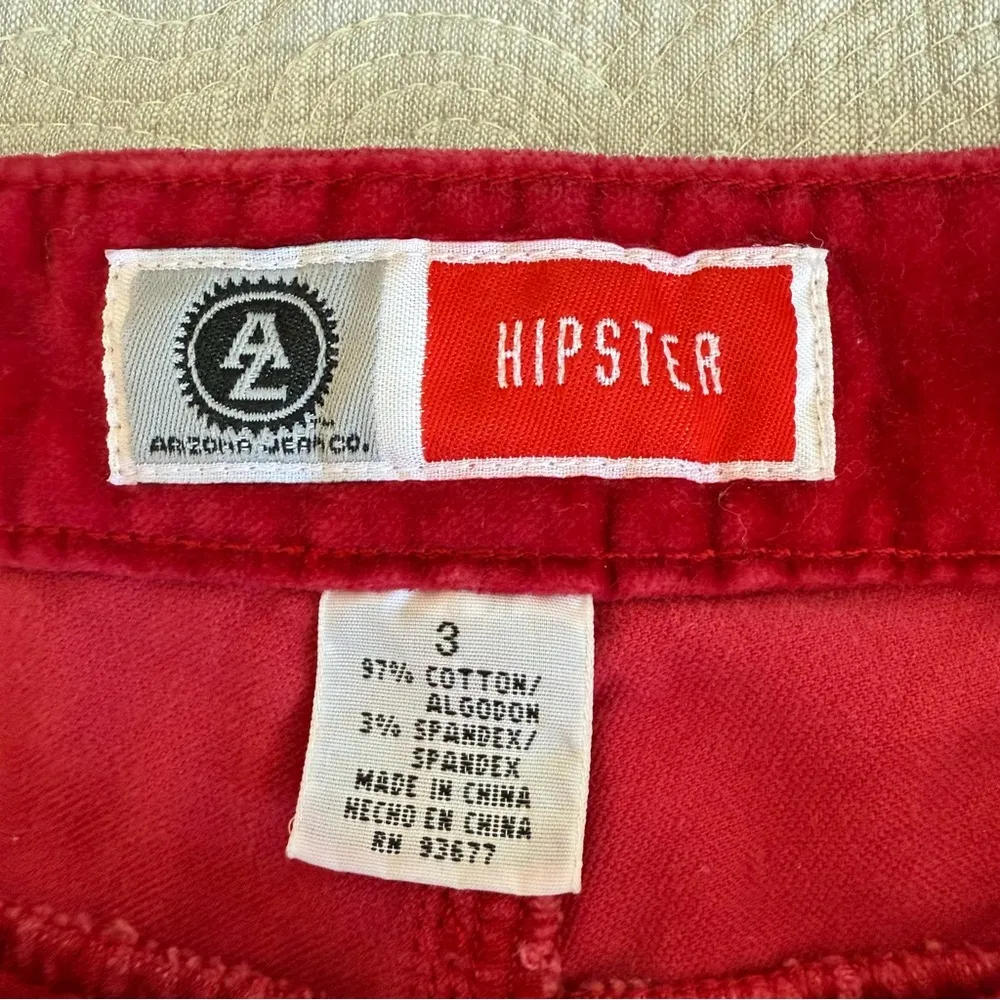 AZ
TM
ARIZONA JEAN CO.
HIPSTER
3
97% COTTON/
ALGODON
3% SPANDEX/
SPANDEX
MADE IN CHINA
HECHO EN CHINA
RN 93677